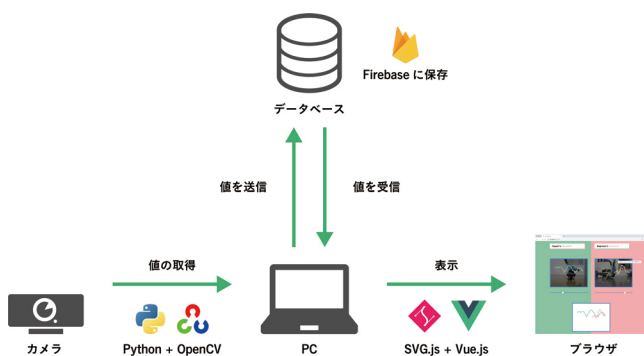 Firebase に保存
データベース
値を送信
値を受信
値の取得
表示
カメラ
Python + OpenCV
PC
SVG.js + Vue.js
ブラウザ